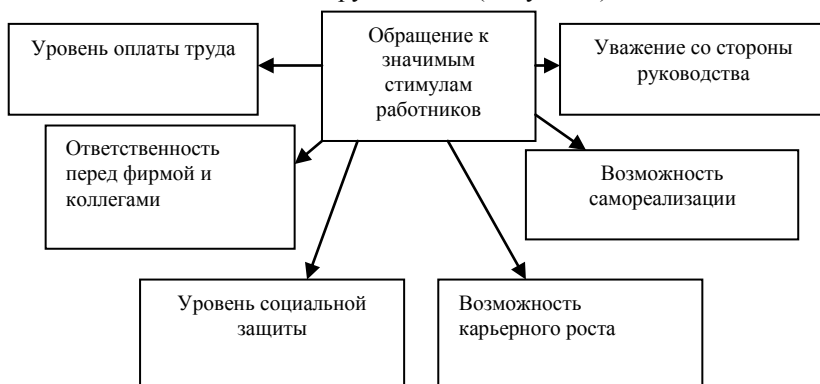 Уровень оплаты труда
Обращение к
значимым
стимулам
работников
Уважение со стороны
руководства
Ответственность
перед фирмой и
коллегами
Возможность
самореализации
Уровень социальной
защиты
Возможность
карьерного роста